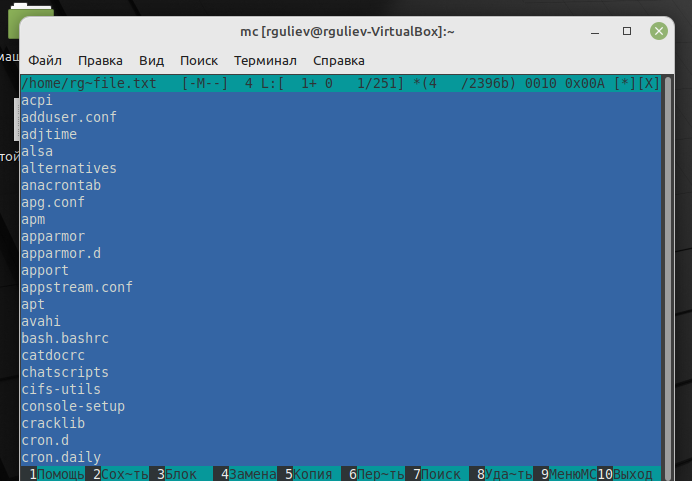 mc [rguliev@rguliev-VirtualBox]:~
Файл Правка Вид Поиск Терминал Справка
/home/rg~file.txt [-M--] 4 L:[ 1+ 0 1/251] *(4 /2396b) 0010 0x00A [*][X]
acpi
adduser.conf
adjtime
alsa
alternatives
anacrontab
apg.conf
apm
apparmor
apparmor.d
apport
appstream.conf
apt
avahi
bash.bashrc
catdocrc
chatscripts
cifs-utils
console-setup
cracklib
cron.d
cron.daily
1Помощь 2Сох~ть 3Блок 4Замена 5Копия 6Пер~ть 7Поиск 8Уда~ть 9МенюMC 10Выход